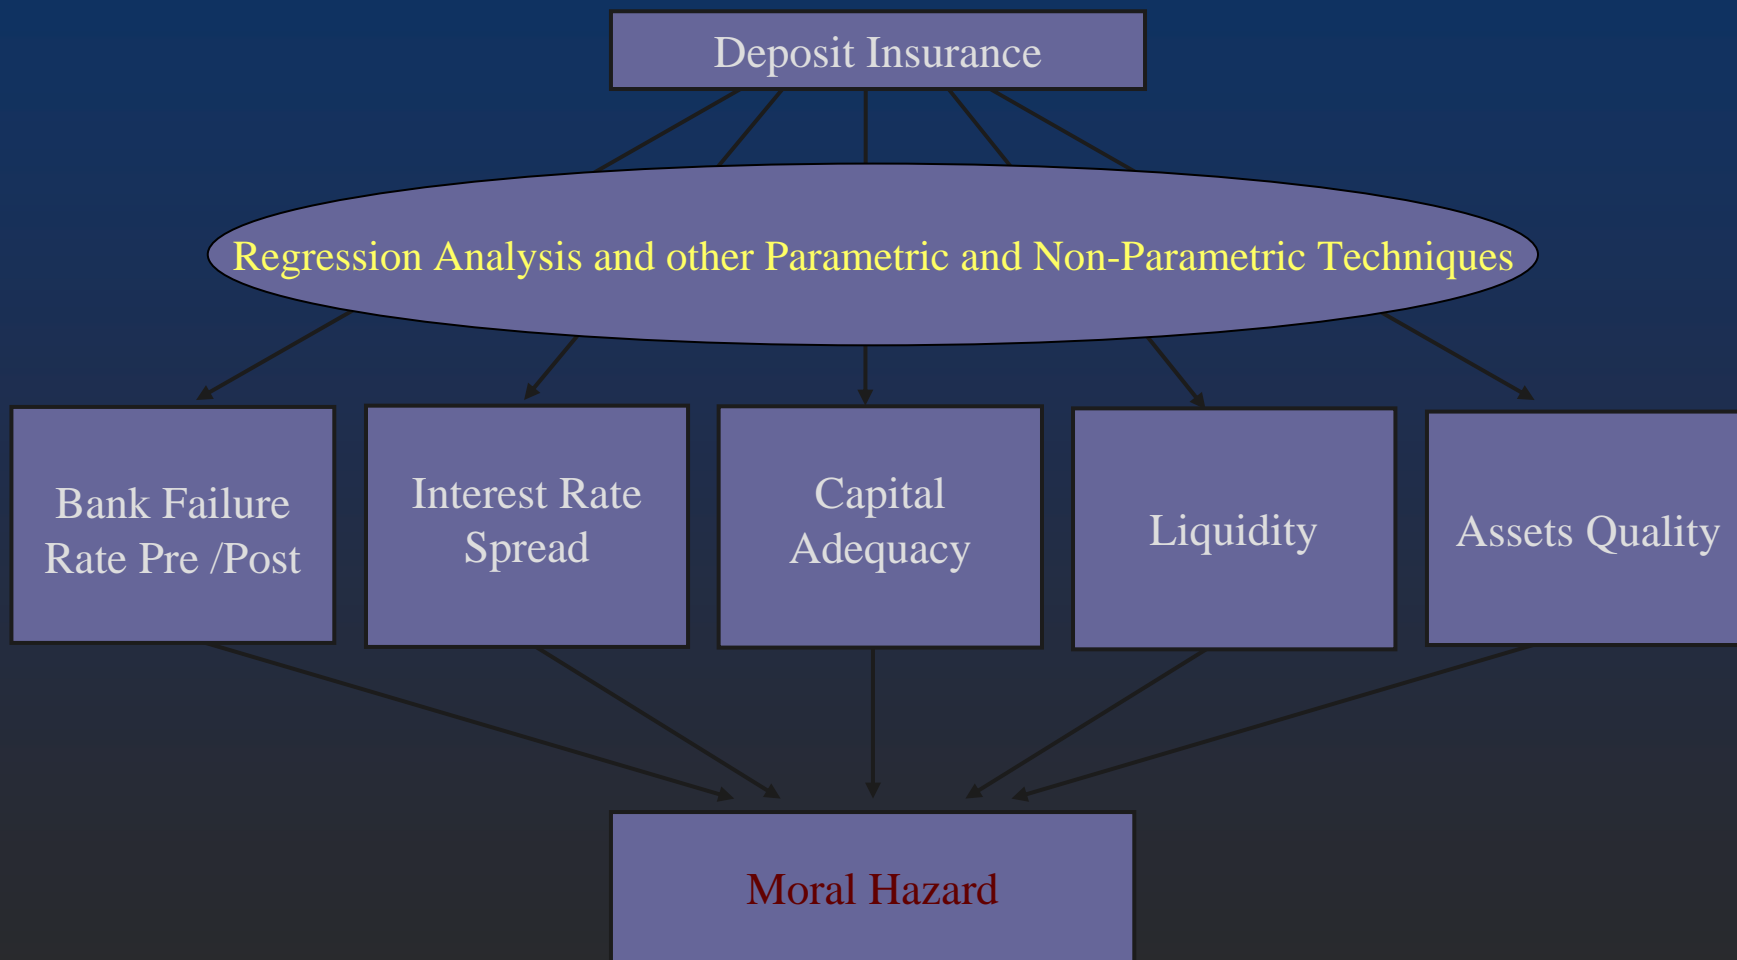 Deposit Insurance
Regression Analysis and other Parametric and Non-Parametric Techniques
Bank Failure
Rate Pre /Post
Interest Rate
Spread
Capital
Adequacy
Liquidity
Assets Quality
Moral Hazard